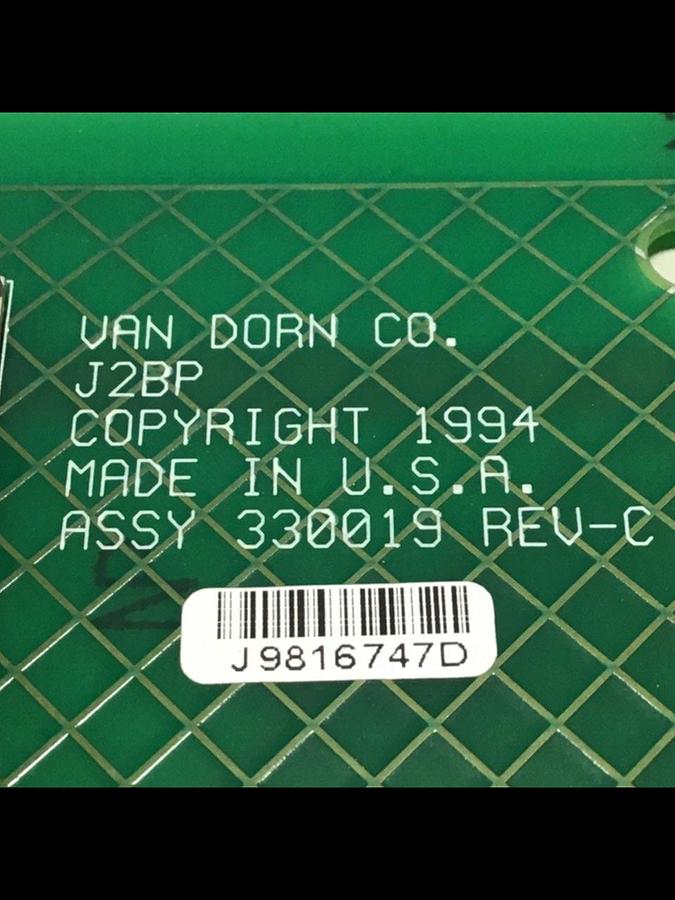 VAN DORN CO.
J2BP
COPYRIGHT 1994
MADE IN U.S.A.
ASSY 330019 REV-C
J9816747D